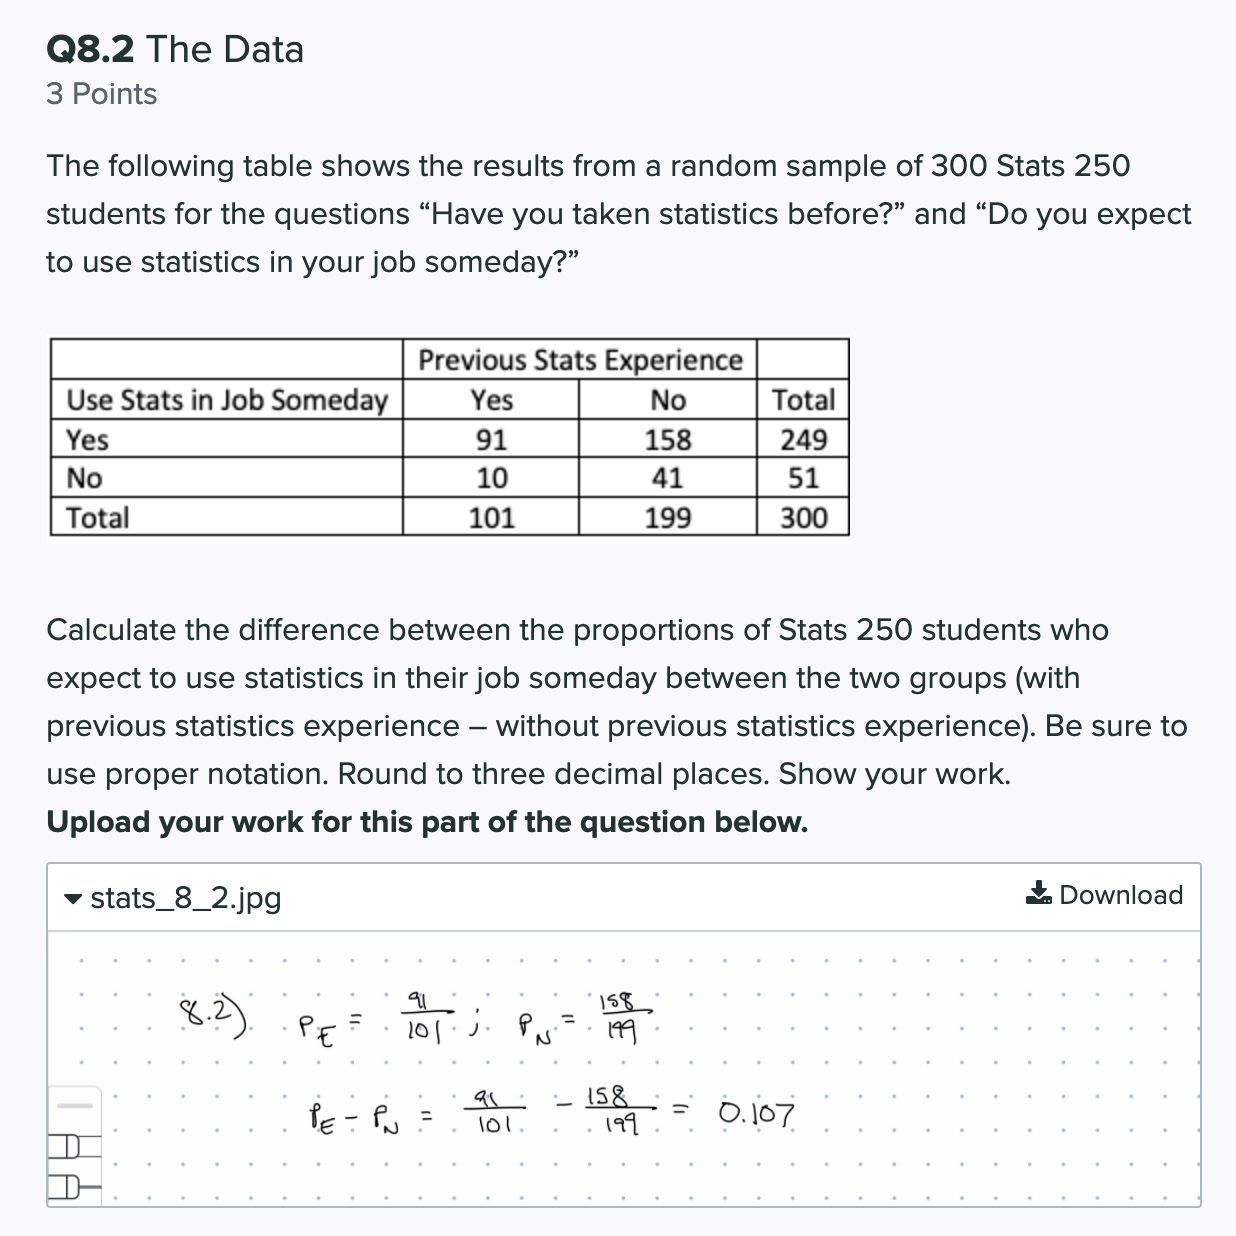 Q8.2 The Data
3 Points
The following table shows the results from a random sample of 300 Stats 250
students for the questions “Have you taken statistics before?” and “Do you expect
to use statistics in your job someday?”
Previous Stats Experience
Use Stats in Job Someday Yes No Total
Yes 91 158 249
No 10 41 51
Total 101 199 300
Calculate the difference between the proportions of Stats 250 students who
expect to use statistics in their job someday between the two groups (with
previous statistics experience – without previous statistics experience). Be sure to
use proper notation. Round to three decimal places. Show your work.
Upload your work for this part of the question below.
stats_8_2.jpg Download
8.2) P_E = 91/101 ; P_N = 158/199
P_E - P_N = 91/101 - 158/199 = 0.107